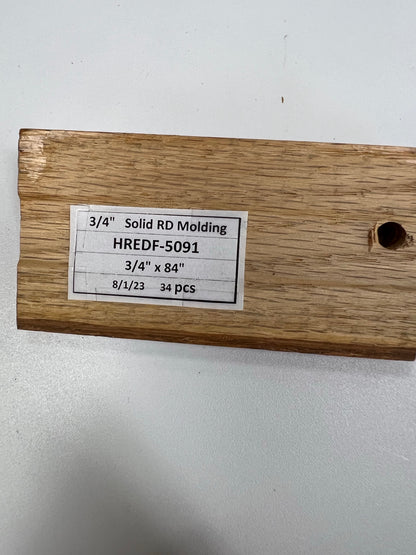 3/4" Solid RD Molding
HREDF-5091
3/4" x 84"
8/1/23 34 pcs